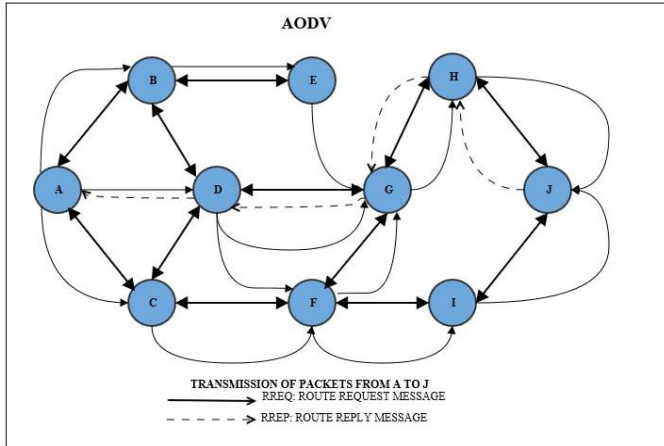 AODV
B
E
H
A
D
G
J
C
F
I
TRANSMISSION OF PACKETS FROM A TO J
RREQ: ROUTE REQUEST MESSAGE
RREP: ROUTE REPLY MESSAGE